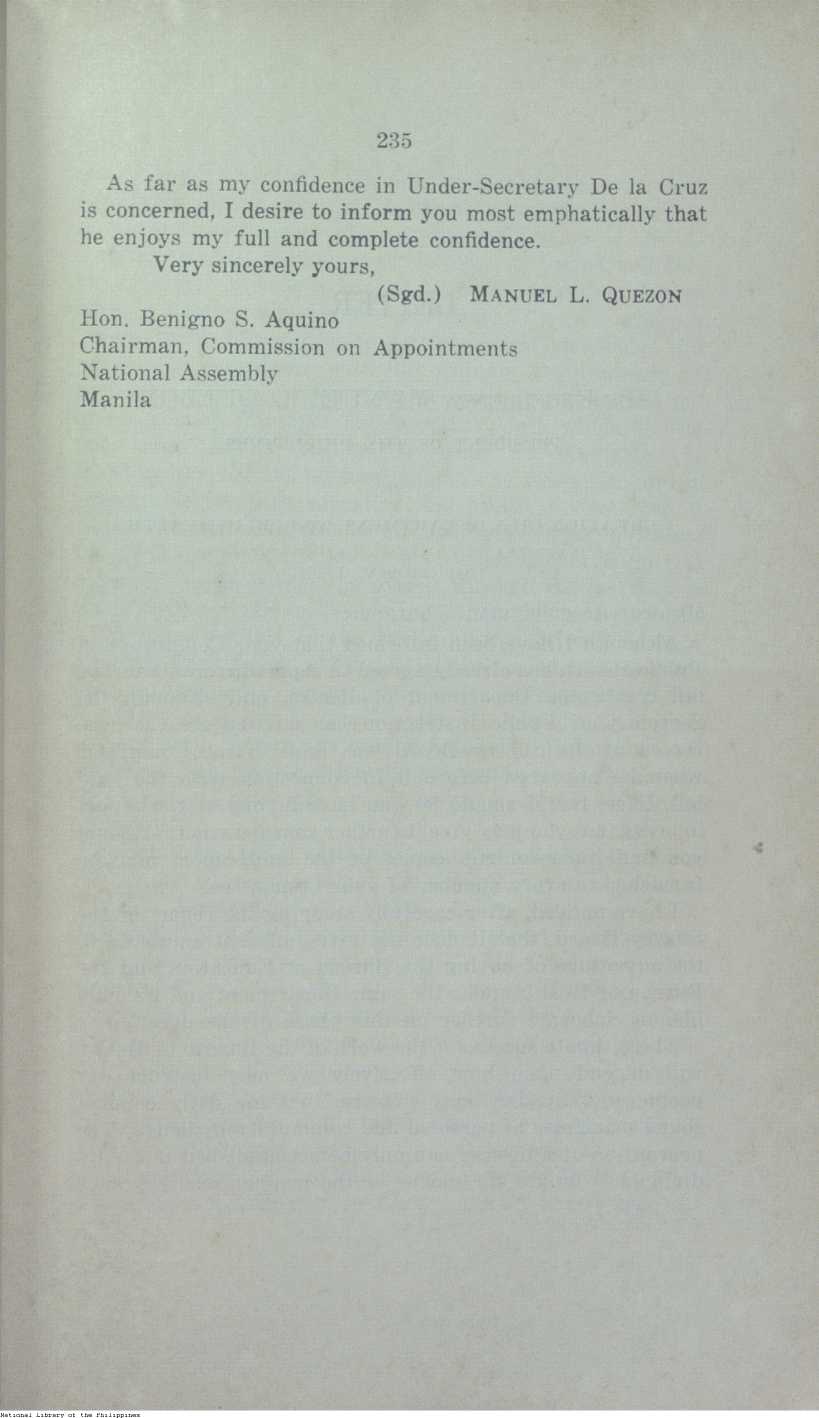 235
As far as my confidence in Under-Secretary De la Cruz
is concerned, I desire to inform you most emphatically that
he enjoys my full and complete confidence.
Very sincerely yours,
(Sgd.) MANUEL L. QUEZON
Hon. Benigno S. Aquino
Chairman, Commission on Appointments
National Assembly
Manila
National Library of the Philippines